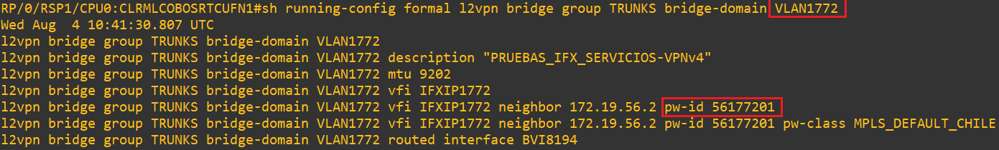 RP/0/RSP1/CPU0:CLRMLCOBOSRTCUFN1#sh running-config formal l2vpn bridge group TRUNKS bridge-domain VLAN1772
Wed Aug  4 10:41:30.807 UTC
l2vpn bridge group TRUNKS bridge-domain VLAN1772
l2vpn bridge group TRUNKS bridge-domain VLAN1772 description "PRUEBAS_IFX_SERVICIOS-VPNv4"
l2vpn bridge group TRUNKS bridge-domain VLAN1772 mtu 9202
l2vpn bridge group TRUNKS bridge-domain VLAN1772 vfi IFXIP1772
l2vpn bridge group TRUNKS bridge-domain VLAN1772 vfi IFXIP1772 neighbor 172.19.56.2 pw-id 56177201
l2vpn bridge group TRUNKS bridge-domain VLAN1772 vfi IFXIP1772 neighbor 172.19.56.2 pw-id 56177201 pw-class MPLS_DEFAULT_CHILE
l2vpn bridge group TRUNKS bridge-domain VLAN1772 routed interface BVI8194